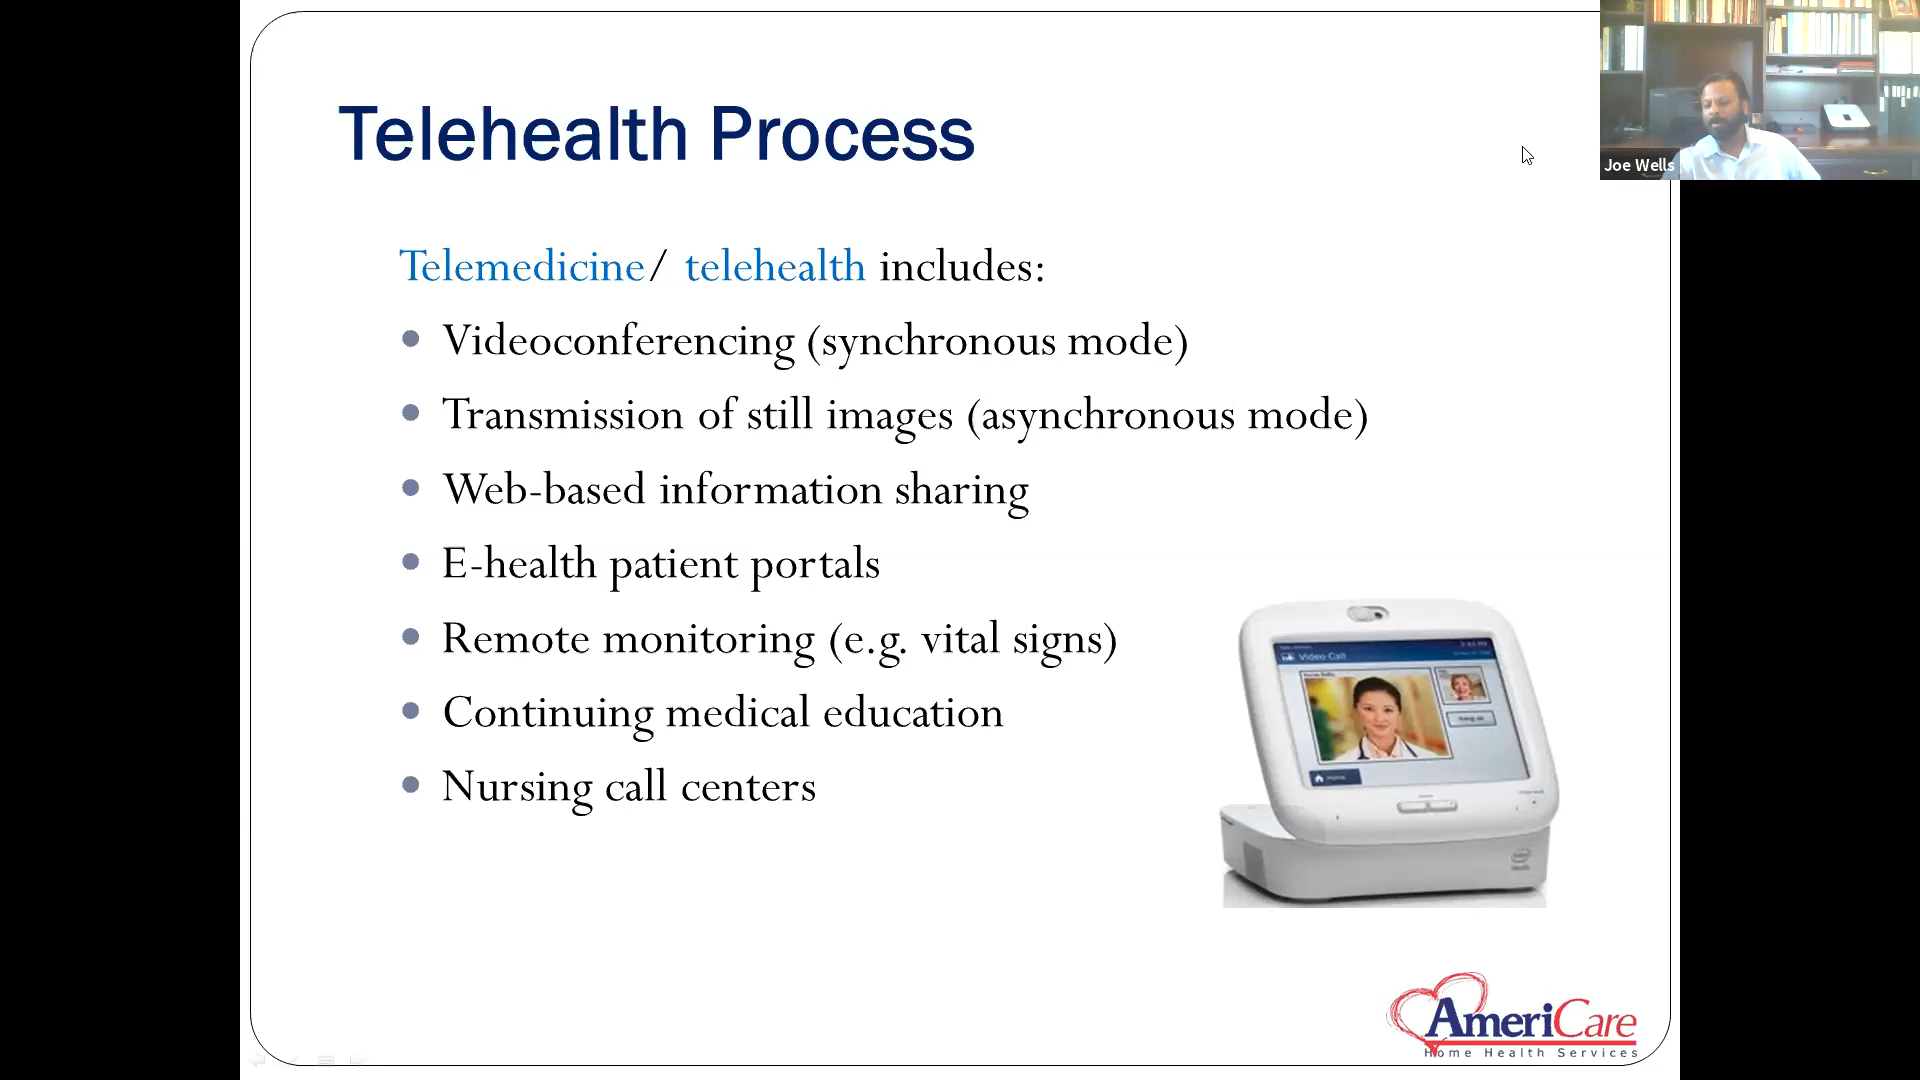 Telehealth Process
Joe Wells
Telemedicine/ telehealth includes:
• Videoconferencing (synchronous mode)
• Transmission of still images (asynchronous mode)
• Web-based information sharing
• E-health patient portals
• Remote monitoring (e.g. vital signs)
• Continuing medical education
• Nursing call centers
Video Call
AmeriCare
Home Health Services